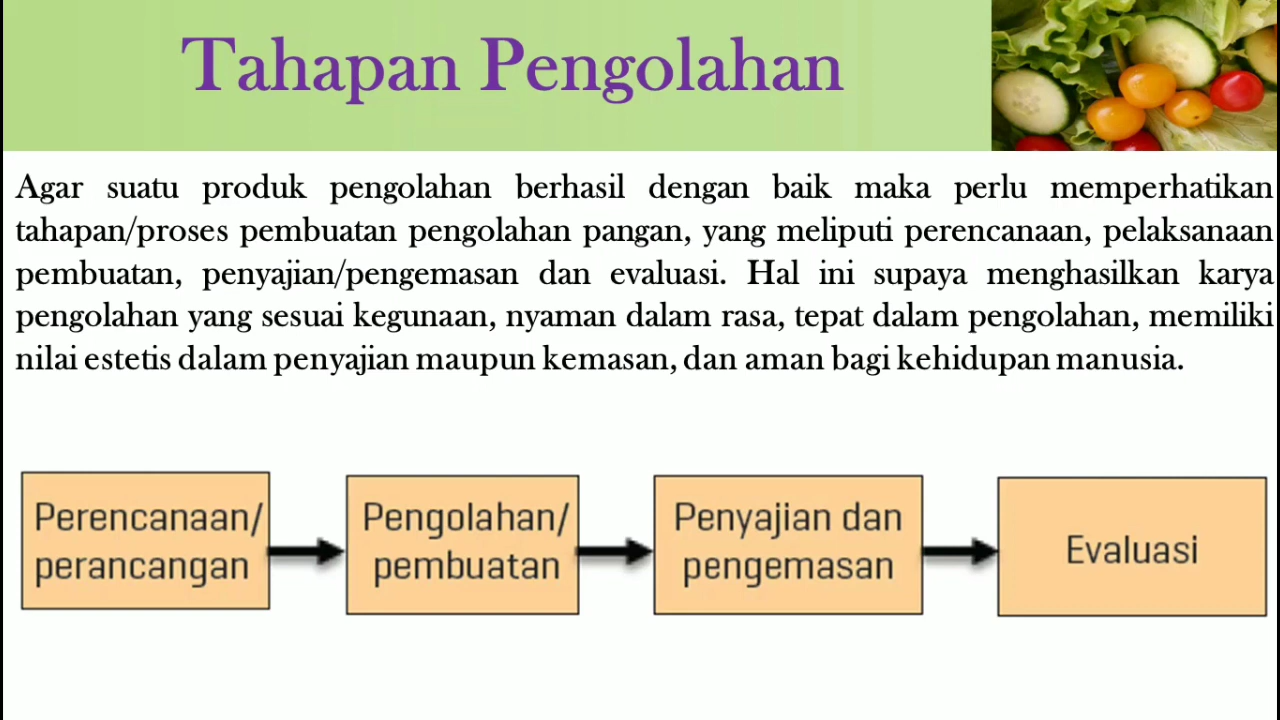 Tahapan Pengolahan
Agar suatu produk pengolahan berhasil dengan baik maka perlu memperhatikan
tahapan/proses pembuatan pengolahan pangan, yang meliputi perencanaan, pelaksanaan
pembuatan, penyajian/pengemasan dan evaluasi. Hal ini supaya menghasilkan karya
pengolahan yang sesuai kegunaan, nyaman dalam rasa, tepat dalam pengolahan, memiliki
nilai estetis dalam penyajian maupun kemasan, dan aman bagi kehidupan manusia.
Perencanaan/
perancangan
Pengolahan/
pembuatan
Penyajian dan
pengemasan
Evaluasi